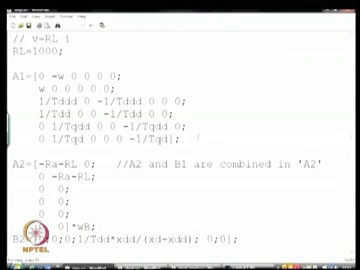 File Edit
// v=RL i
RL=1000;
A1=[0 -w 0 0 0 0;
w 0 0 0 0 0;
1/Tddd 0 -1/Tddd 0 0 0;
1/Tdd 0 0 -1/Tdd 0 0;
0 1/Tqdd 0 0 -1/Tqdd 0;
0 1/Tqd 0 0 0 -1/Tqd];
A2=[-Ra-RL 0; //A2 and B1 are combined in 'A2'
0 -Ra-RL;
0 0;
0 0;
0 0;
0]*wB;
0;0;1/Tdd*xdd/(xd-xdd); 0;0];
NPTEL